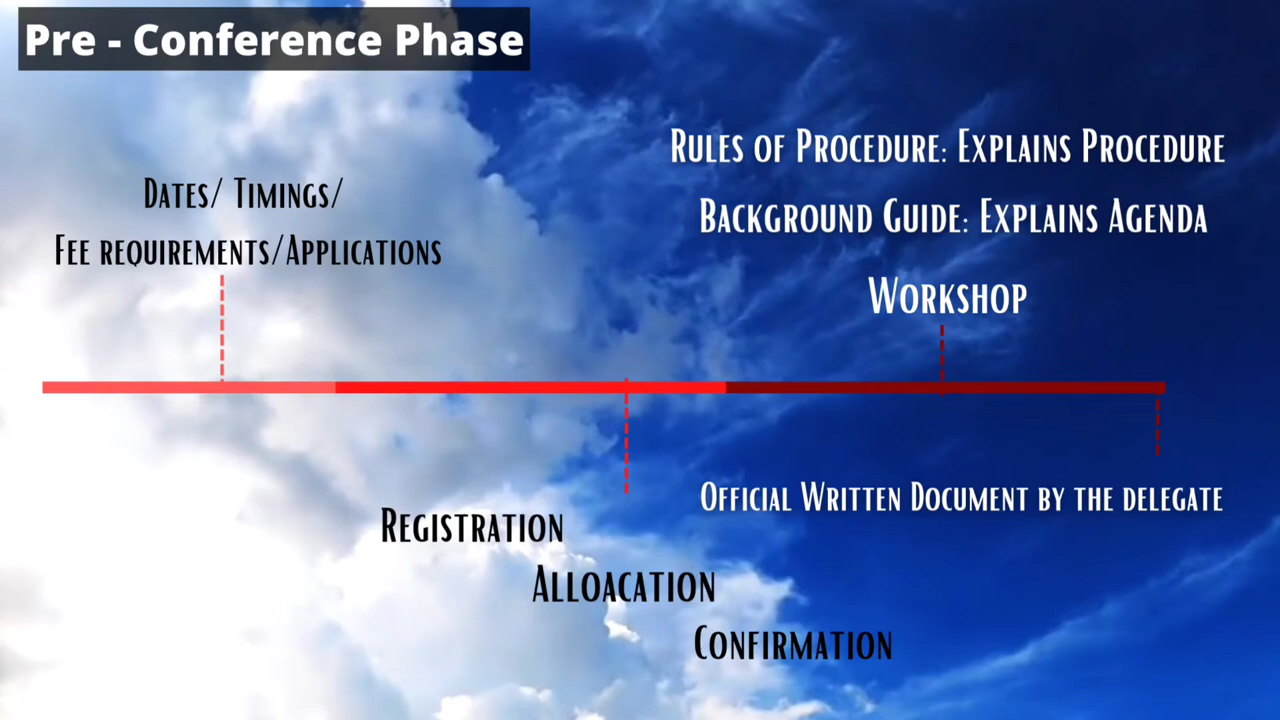 Pre - Conference Phase
Dates/ Timings/
Fee requirements/Applications
Rules of Procedure: Explains Procedure
Background Guide: Explains Agenda
Workshop
Registration
Alloacation
Confirmation
Official Written Document by the delegate